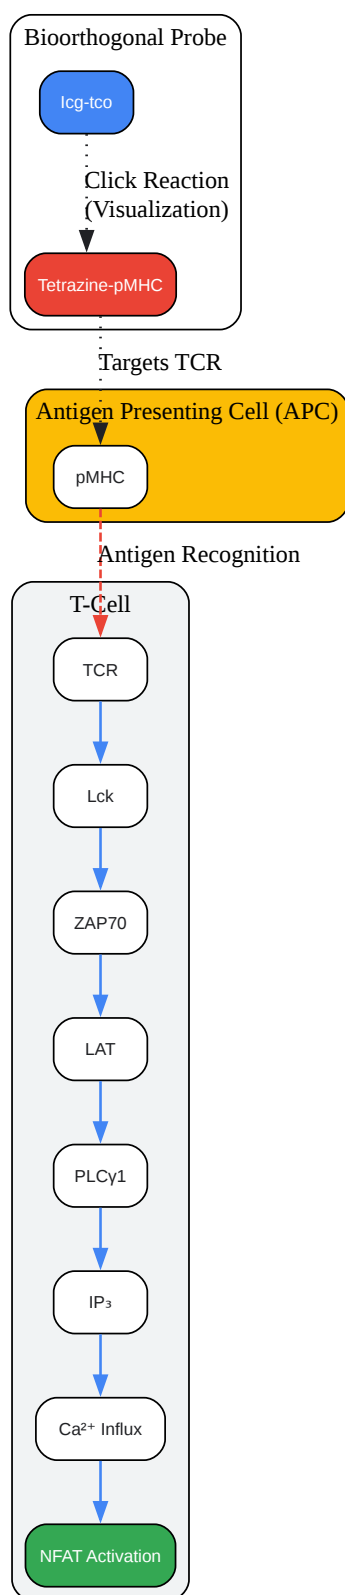 Bioorthogonal Probe
Icg-tco
Click Reaction
(Visualization)
Tetrazine-pMHC
Targets TCR
Antigen Presenting Cell (APC)
pMHC
Antigen Recognition
T-Cell
TCR
Lck
ZAP70
LAT
PLCγ1
IP₃
Ca²⁺ Influx
NFAT Activation